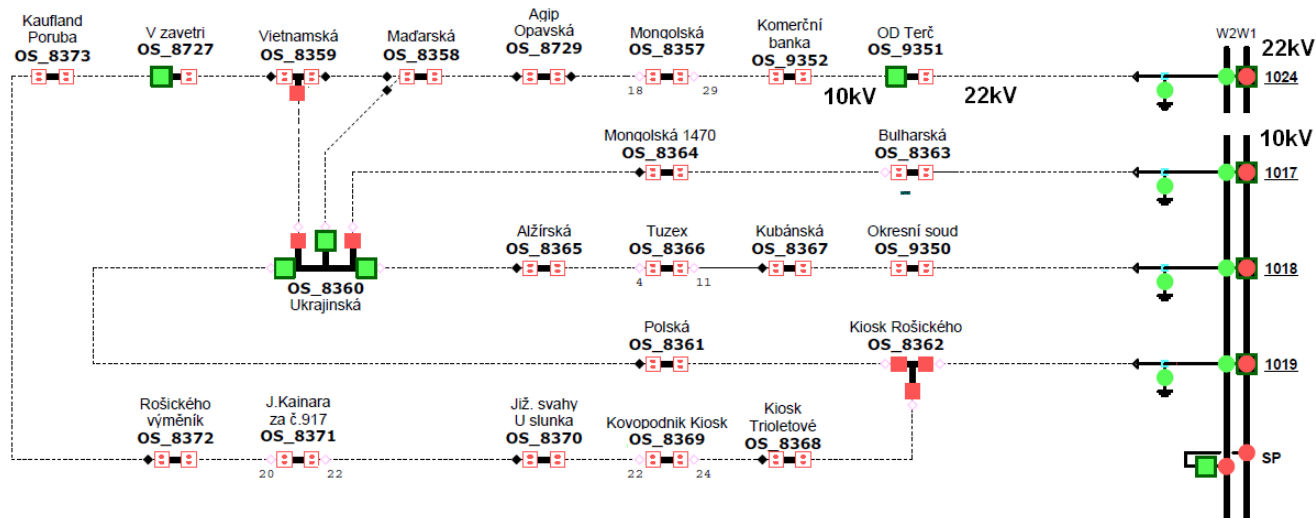 Kaufland
Poruba
OS_8373
V zavetri
OS_8727
Vietnamská
OS_8359
Maďarská
OS_8358
Agip
Opavská
OS_8729
Mongolská
OS_8357
18
29
Komerční
banka
OS_9352
OD Terč
OS_9351
10kV
22kV
W2W1
22kV
1024
10kV
Mongolská 1470
OS_8364
Bulharská
OS_8363
1017
OS_8360
Ukrajinská
Alžírská
OS_8365
Tuzex
OS_8366
4
11
Kubánská
OS_8367
Okresní soud
OS_9350
1018
Polská
OS_8361
Kiosk Rošického
OS_8362
1019
Rošického
výměník
OS_8372
J.Kainara
za č.917
OS_8371
20
22
Již. svahy
U slunka
OS_8370
Kovopodnik Kiosk
OS_8369
22
24
Kiosk
Trioletové
OS_8368
SP